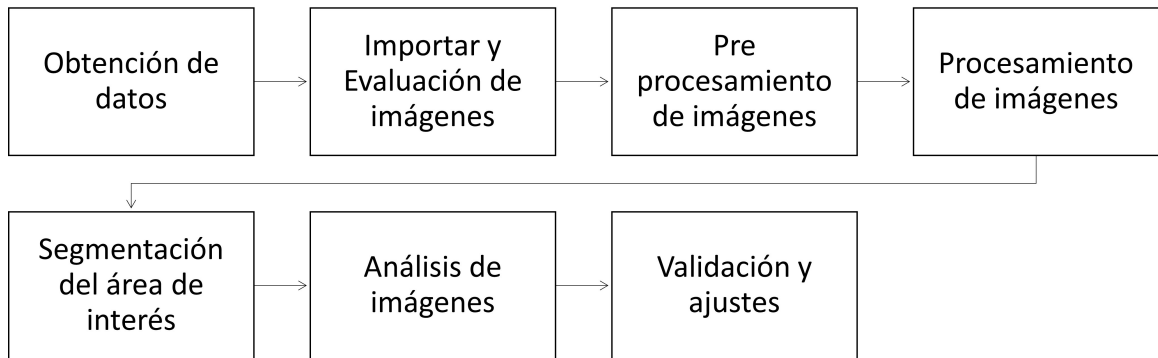 Obtención de
datos
Importar y
Evaluación de
imágenes
Pre
procesamiento
de imágenes
Procesamiento
de imágenes
Segmentación
del área de
interés
Análisis de
imágenes
Validación y
ajustes